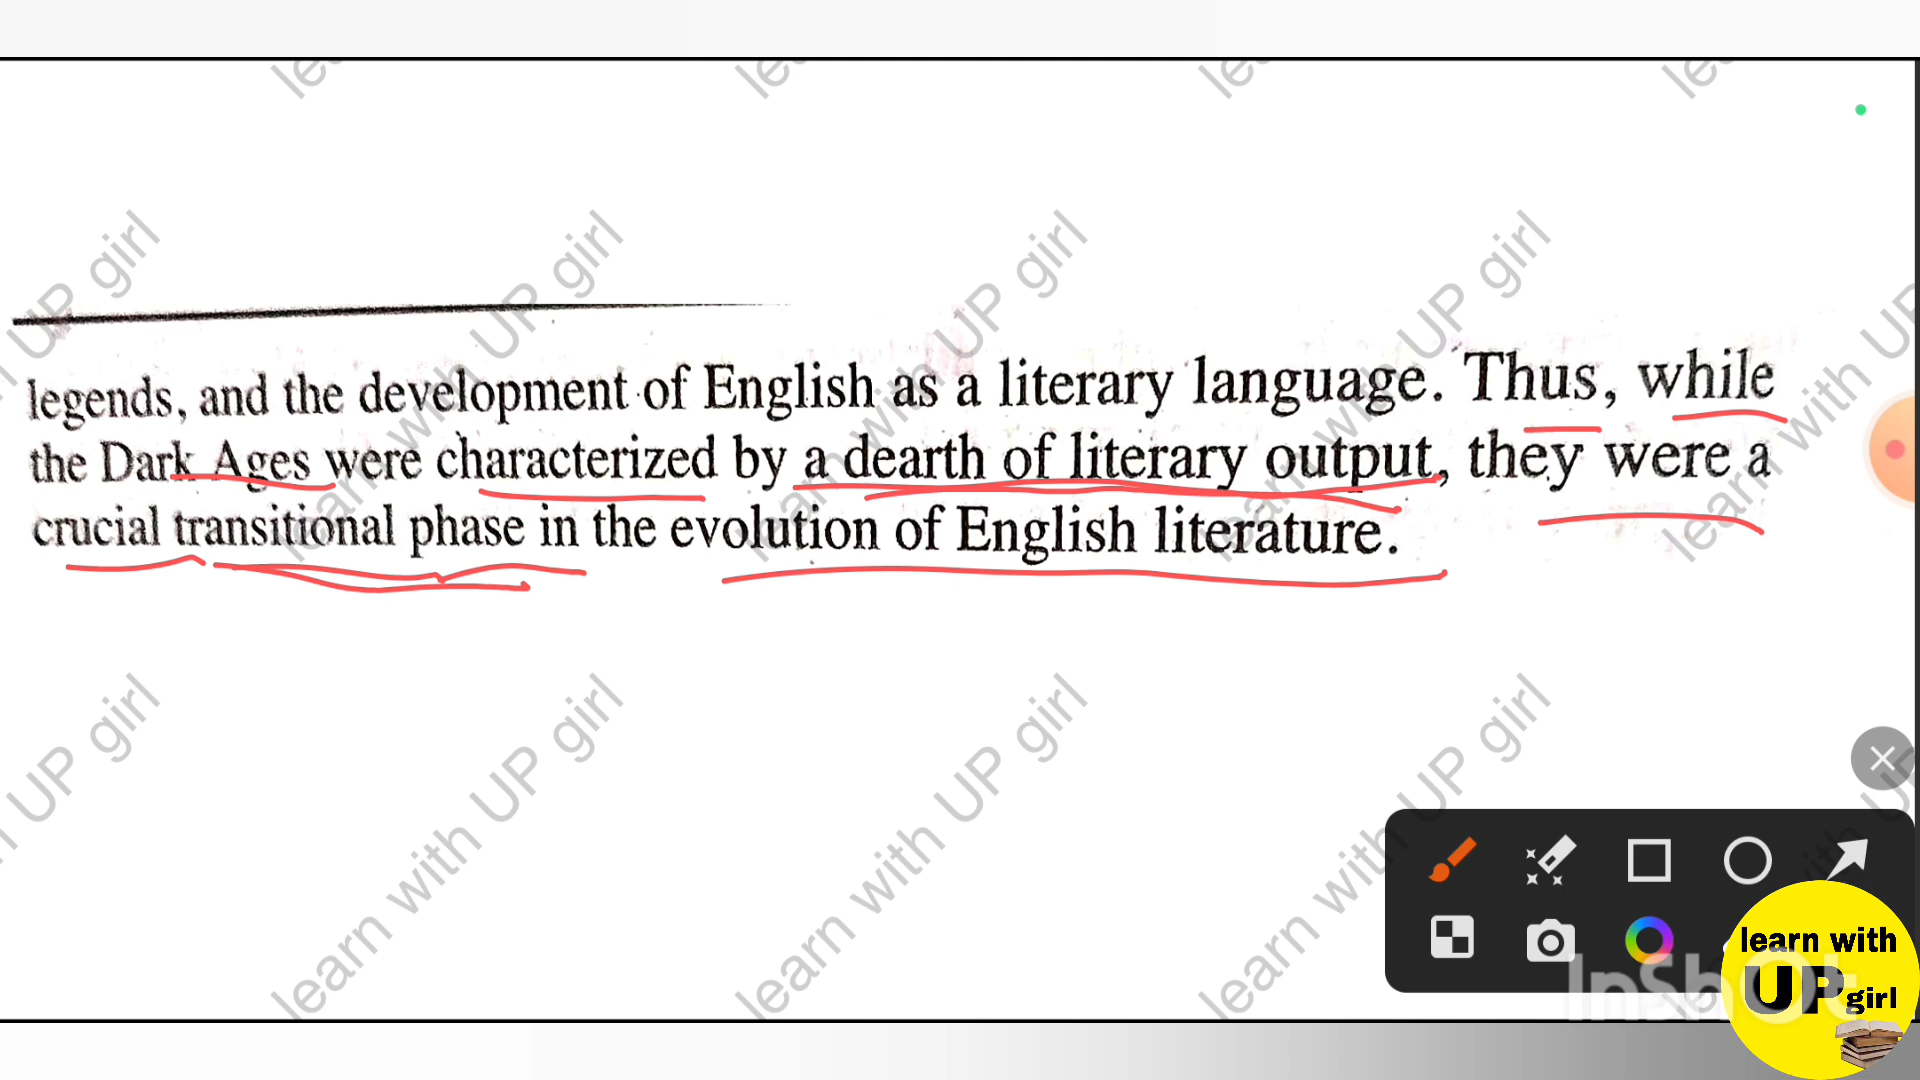 legends, and the development of English as a literary language. Thus, while
the Dark Ages were characterized by a dearth of literary output, they were a
crucial transitional phase in the evolution of English literature.
learn with UP girl
learn with
UP girl
InShOt